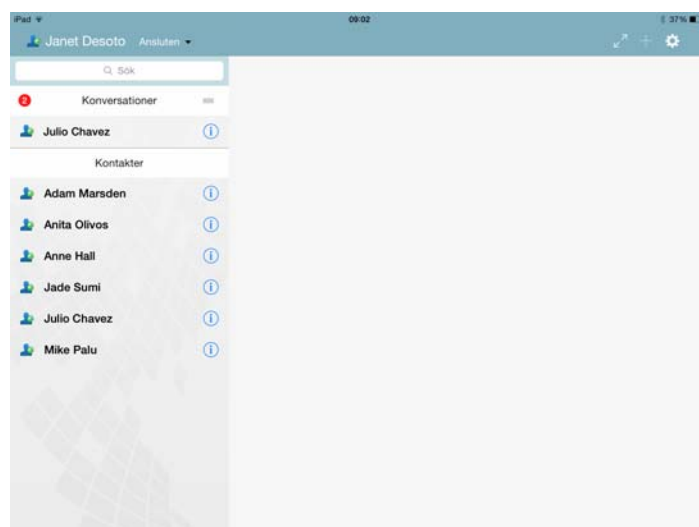 iPad 09:02 37%
Janet Desoto Ansluten
Sök
2 Konversationer
Julio Chavez
Kontakter
Adam Marsden
Anita Olivos
Anne Hall
Jade Sumi
Julio Chavez
Mike Palu